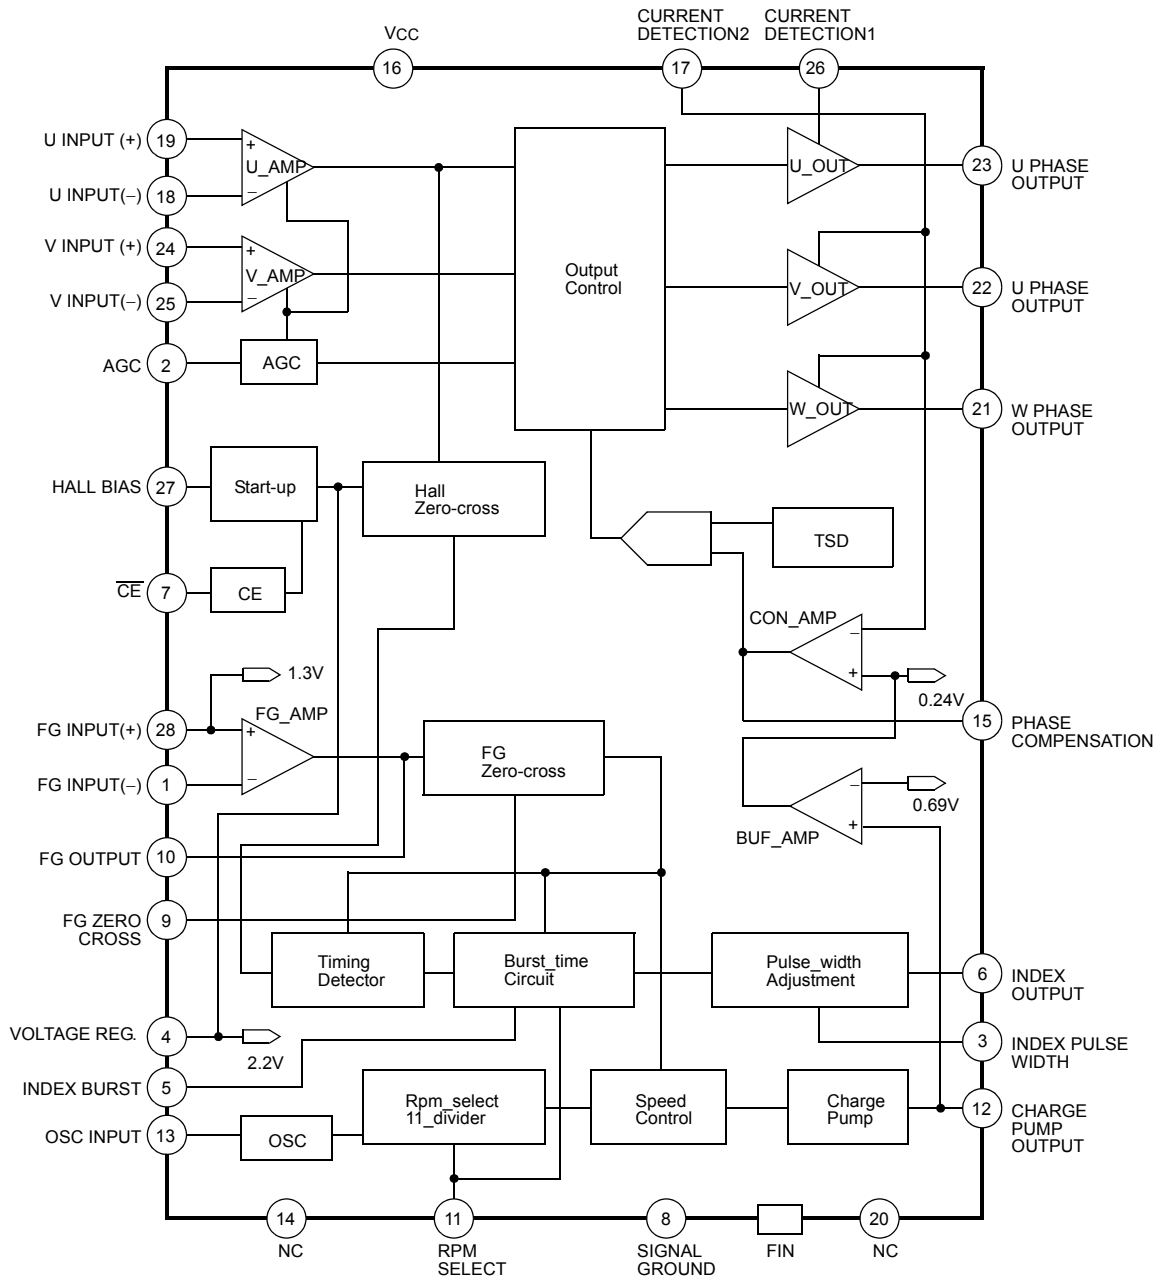 CURRENT
DETECTION2
CURRENT
DETECTION1
VCC
16
17
26
U INPUT (+)
19
+
U_AMP
−
U INPUT(−)
18
V INPUT (+)
24
+
V_AMP
−
V INPUT(−)
25
AGC
2
AGC
Output
Control
U_OUT
23
U PHASE
OUTPUT
V_OUT
22
U PHASE
OUTPUT
W_OUT
21
W PHASE
OUTPUT
HALL BIAS
27
Start-up
Hall
Zero-cross
TSD
CE
7
CE
CON_AMP
−
+
0.24V
15
PHASE
COMPENSATION
1.3V
FG INPUT(+)
28
FG_AMP
+
−
FG INPUT(−)
1
FG
Zero-cross
−
0.69V
BUF_AMP
+
FG OUTPUT
10
FG ZERO
CROSS
9
Timing
Detector
Burst_time
Circuit
Pulse_width
Adjustment
6
INDEX
OUTPUT
VOLTAGE REG.
4
2.2V
3
INDEX PULSE
WIDTH
INDEX BURST
5
OSC INPUT
13
OSC
Rpm_select
11_divider
Speed
Control
Charge
Pump
12
CHARGE
PUMP
OUTPUT
14
NC
11
RPM
SELECT
8
SIGNAL
GROUND
FIN
20
NC